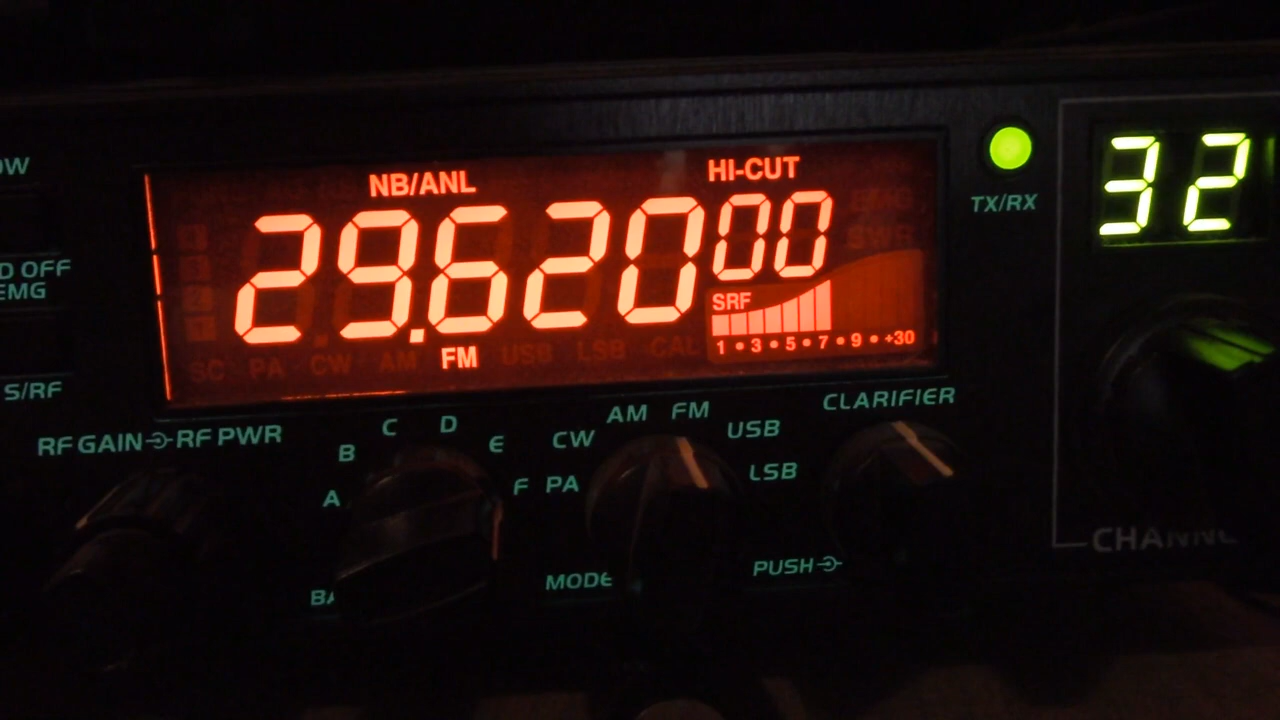 NB/ANL HI-CUT
29.62000
SRF
1 • 3 • 5 • 7 • 9 • +30
SC PA CW AM FM USB LSB CAL
TX/RX
32
OW
D OFF
EMG
S/RF
RF GAIN RF PWR
A B C D E F
PA CW AM FM USB LSB
MODE
CLARIFIER
PUSH
CHANNE